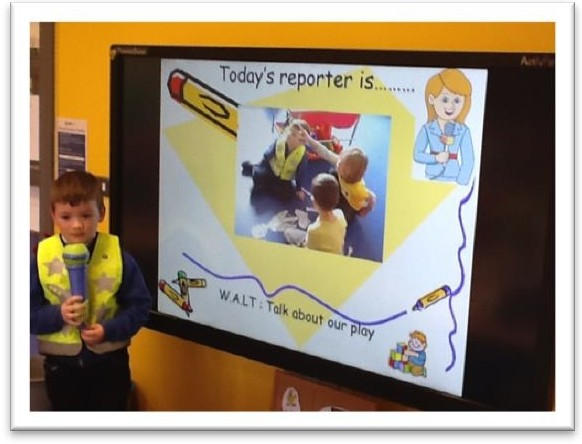 Today's reporter is.........
W.A.L.T : Talk about our play